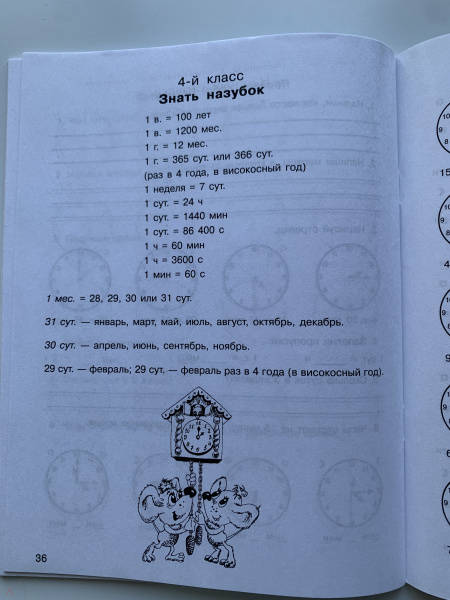 4-й класс
Знать назубок
1 в. = 100 лет
1 в. = 1200 мес.
1 г. = 12 мес.
1 г. = 365 сут. или 366 сут.
(раз в 4 года, в високосный год)
1 неделя = 7 сут.
1 сут. = 24 ч
1 сут. = 1440 мин
1 сут. = 86 400 с
1 ч = 60 мин
1 ч = 3600 с
1 мин = 60 с
1 мес. = 28, 29, 30 или 31 сут.
31 сут. — январь, март, май, июль, август, октябрь, декабрь.
30 сут. — апрель, июнь, сентябрь, ноябрь.
29 сут. — февраль; 29 сут. — февраль раз в 4 года (в високосный год).
36